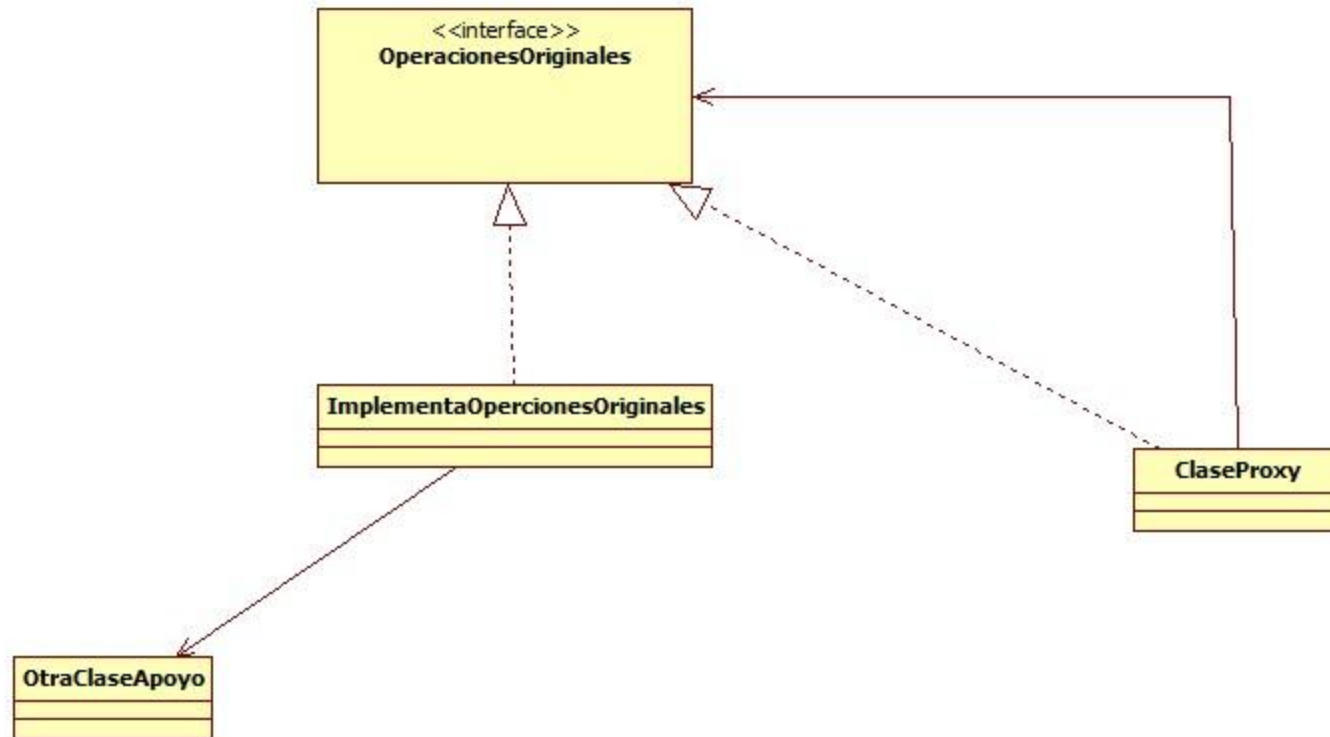 <<interface>>
OperacionesOriginales
ImplementaOpercionesOriginales
ClaseProxy
OtraClaseApoyo